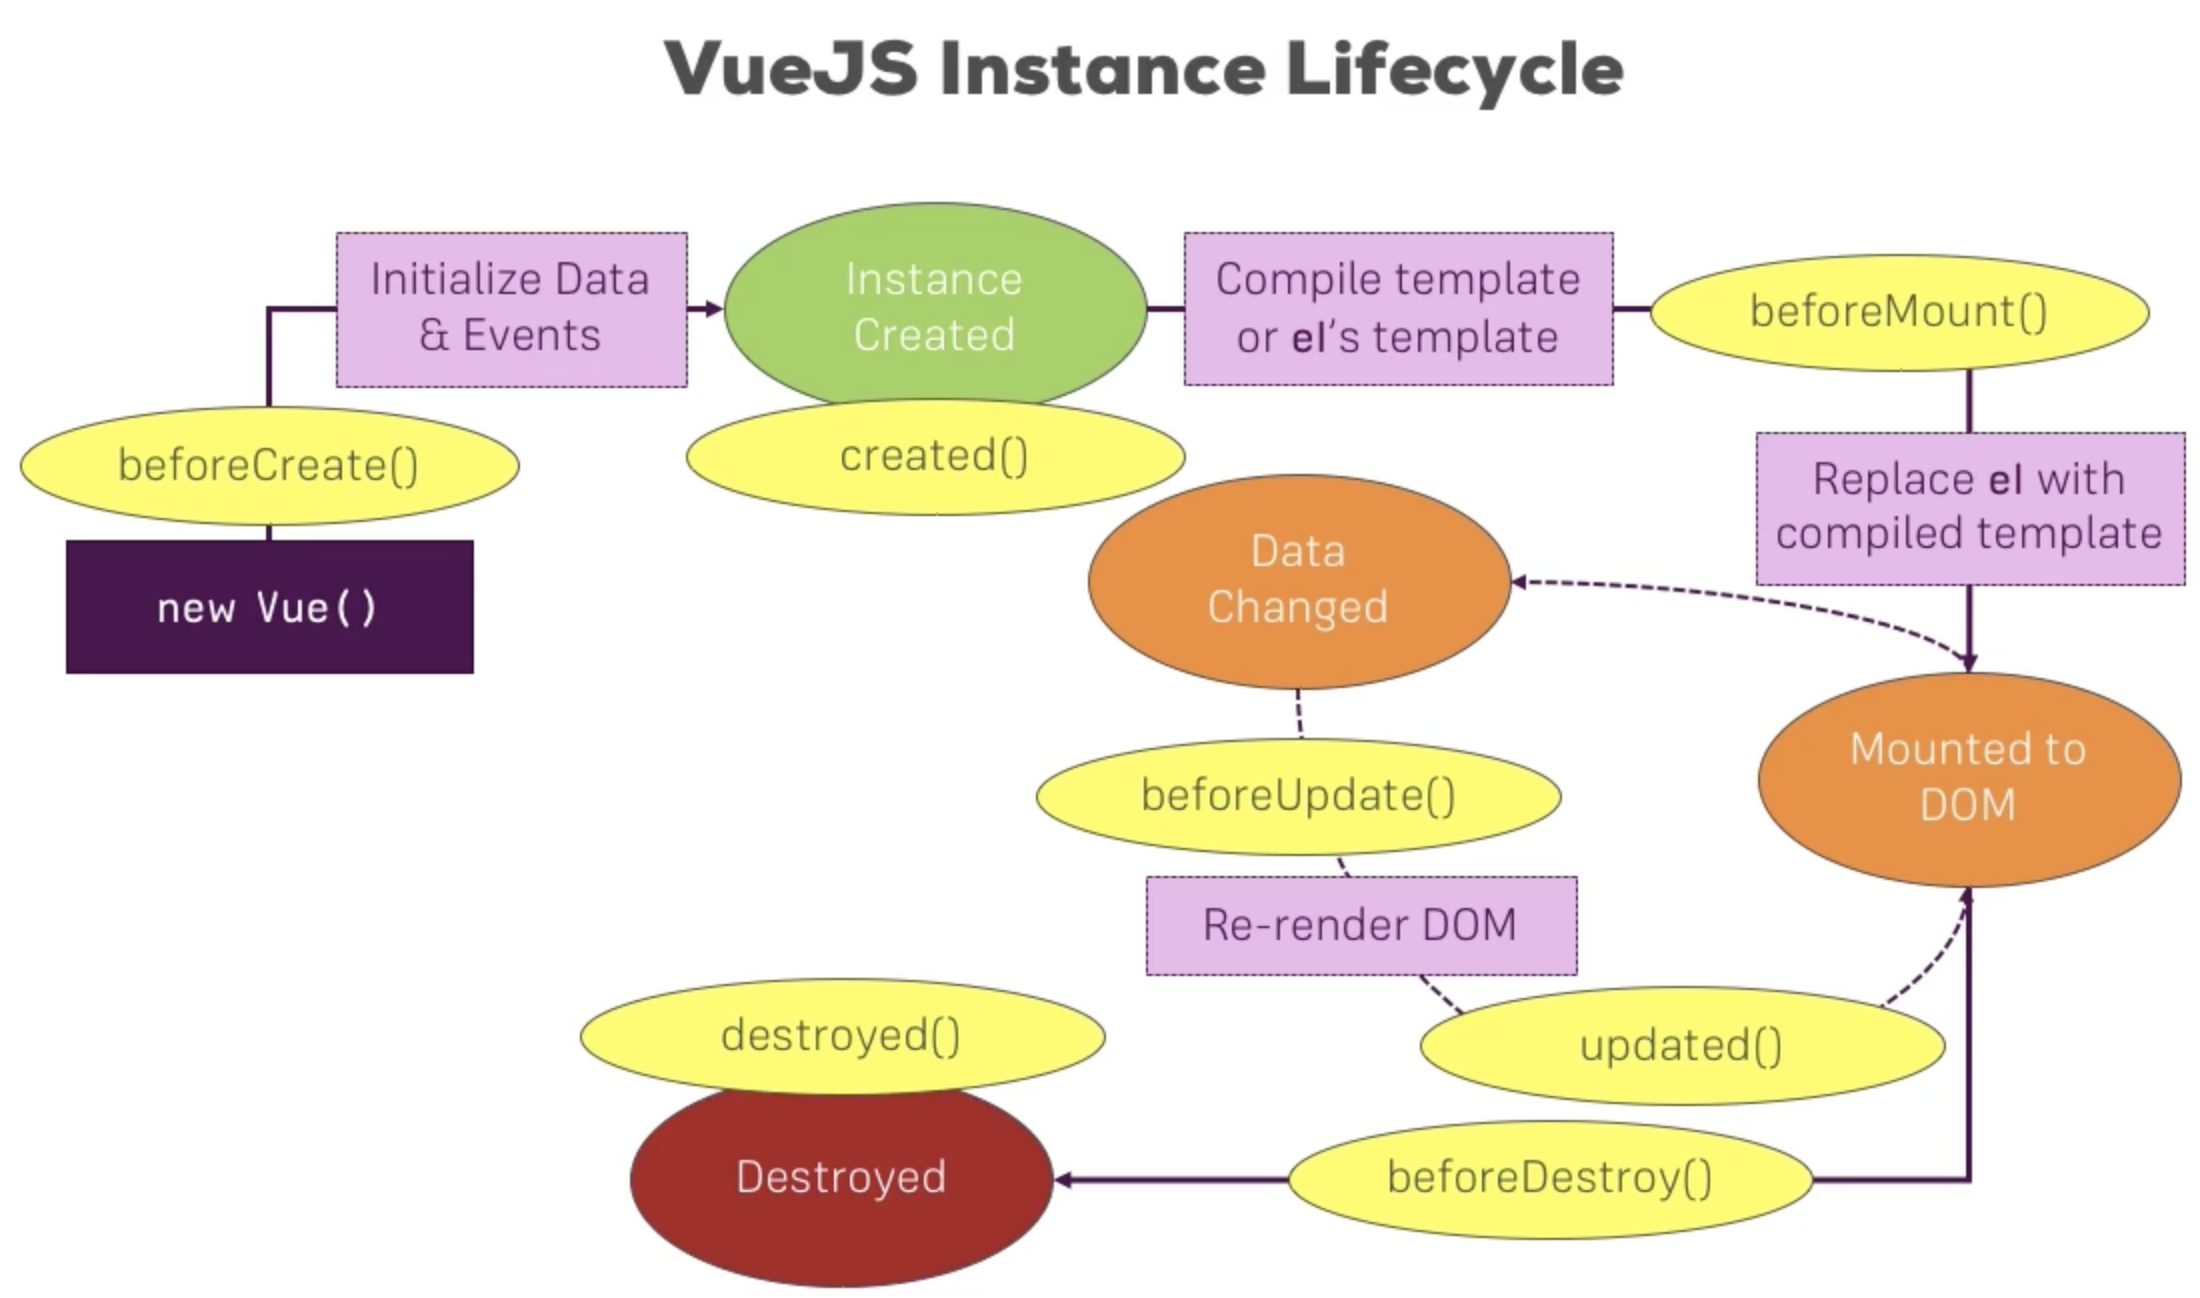 VueJS Instance Lifecycle
Initialize Data
& Events
Instance
Created
Compile template
or el's template
beforeMount()
beforeCreate()
created()
Replace el with
compiled template
new Vue()
Data
Changed
Mounted to
DOM
beforeUpdate()
Re-render DOM
destroyed()
updated()
Destroyed
beforeDestroy()